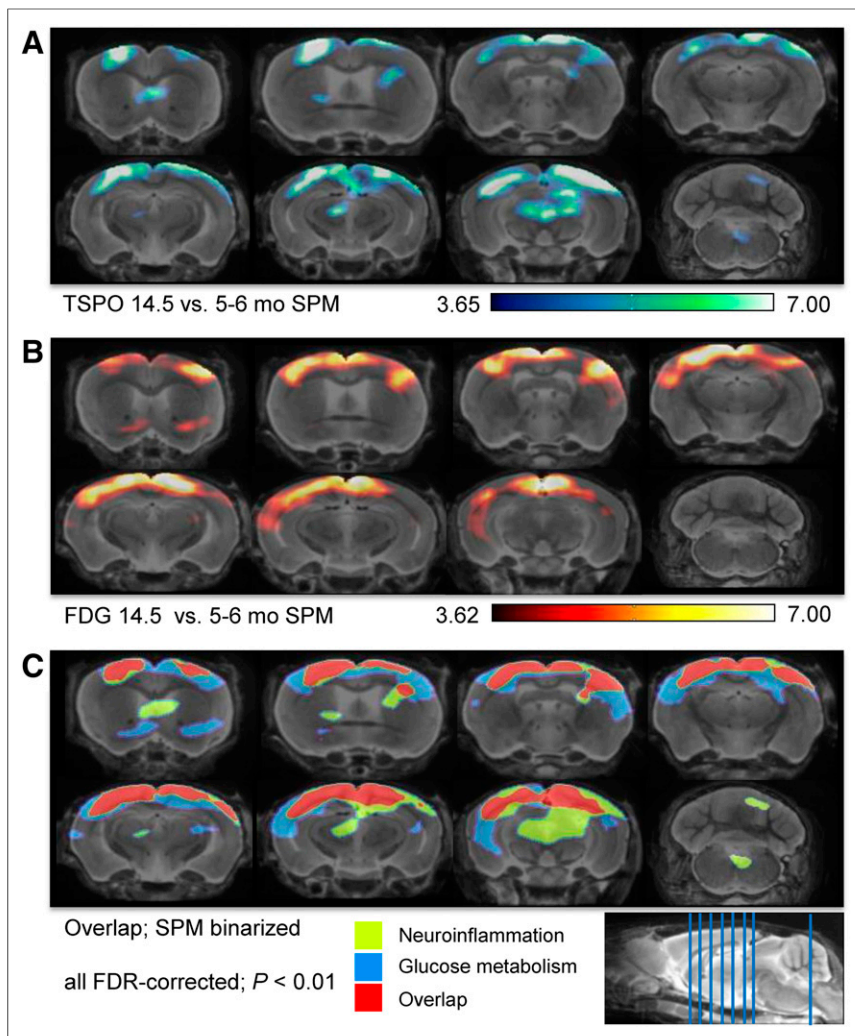 A
TSPO 14.5 vs. 5-6 mo SPM 3.65 7.00
B
FDG 14.5 vs. 5-6 mo SPM 3.62 7.00
C
Overlap; SPM binarized
all FDR-corrected; P < 0.01
Neuroinflammation
Glucose metabolism
Overlap